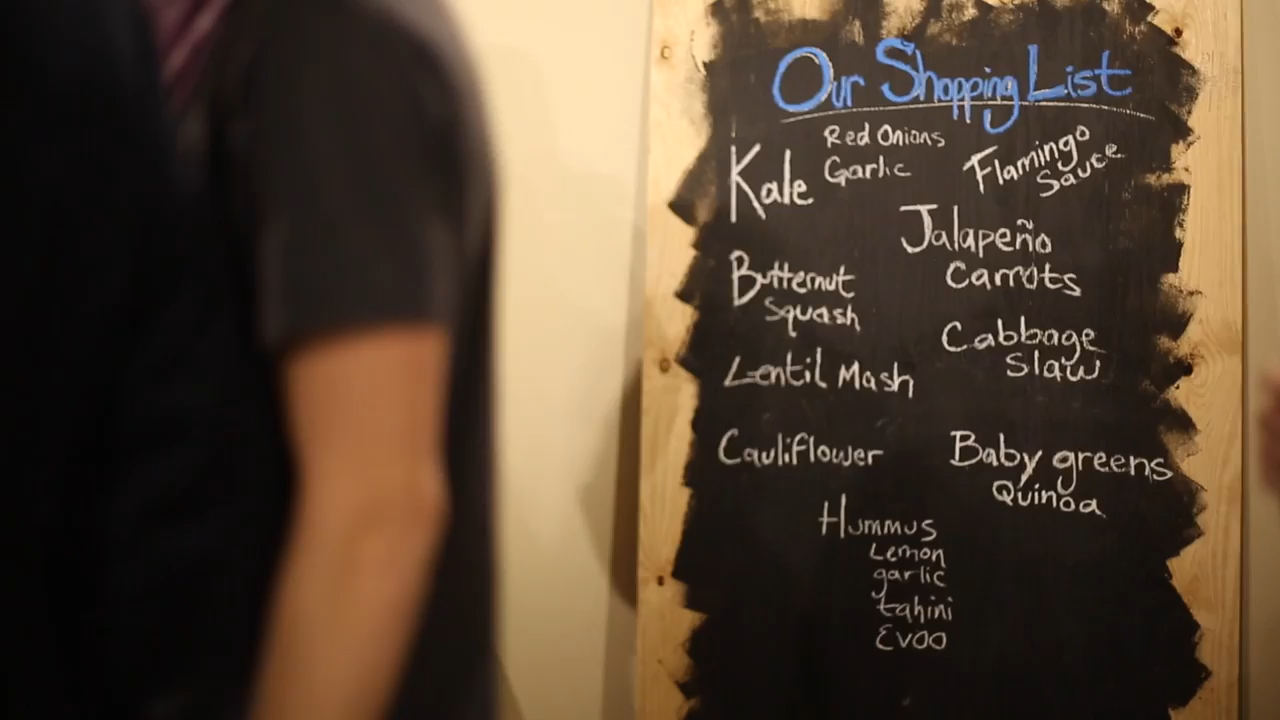 Our Shopping List
Kale
Red Onions
Garlic
Flamingo
Sauce
Jalapeño
Carrots
Butternut
Squash
Cabbage
Slaw
Lentil Mash
Cauliflower
Baby greens
Quinoa
Hummus
Lemon
garlic
tahini
EVOO